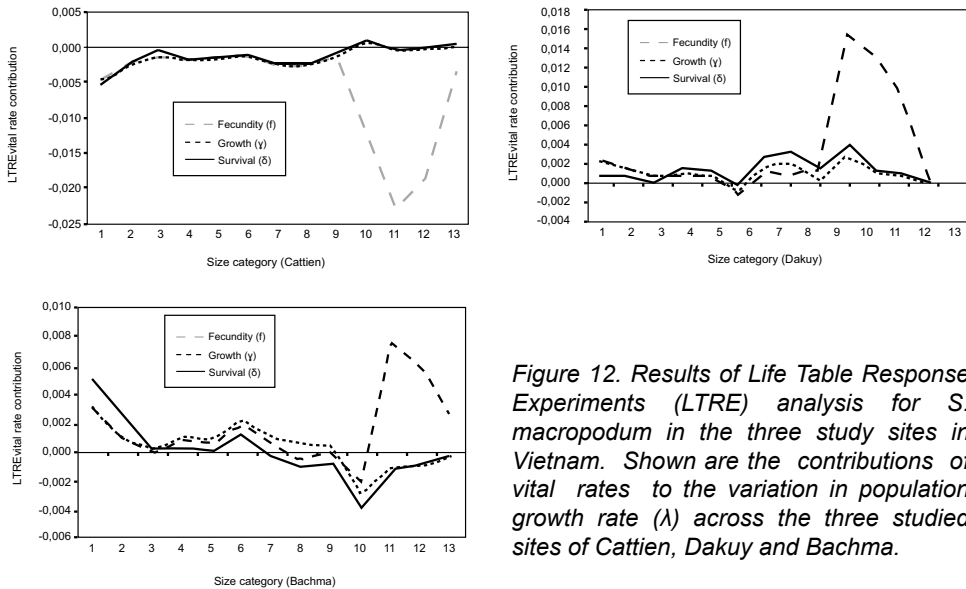 0,000
-0,005
-0,010
-0,015
-0,020
-0,025
LTREvital rate contribution
Fecundity (f)
Growth (γ)
Survival (δ)
1 2 3 4 5 6 7 8 9 10 11 12 13
Size category (Cattien)
0,018
0,016
0,014
0,012
0,010
0,008
0,006
0,004
0,002
0,000
-0,002
-0,004
LTREvital rate contribution
Fecundity (f)
Growth (γ)
Survival (δ)
1 2 3 4 5 6 7 8 9 10 11 12 13
Size category (Dakuy)
0,010
0,008
0,006
0,004
0,002
0,000
-0,002
-0,004
-0,006
LTREvital rate contribution
Fecundity (f)
Growth (γ)
Survival (δ)
1 2 3 4 5 6 7 8 9 10 11 12 13
Size category (Bachma)
Figure 12. Results of Life Table Response
Experiments (LTRE) analysis for S.
macropodum in the three study sites in
Vietnam. Shown are the contributions of
vital rates to the variation in population
growth rate (λ) across the three studied
sites of Cattien, Dakuy and Bachma.